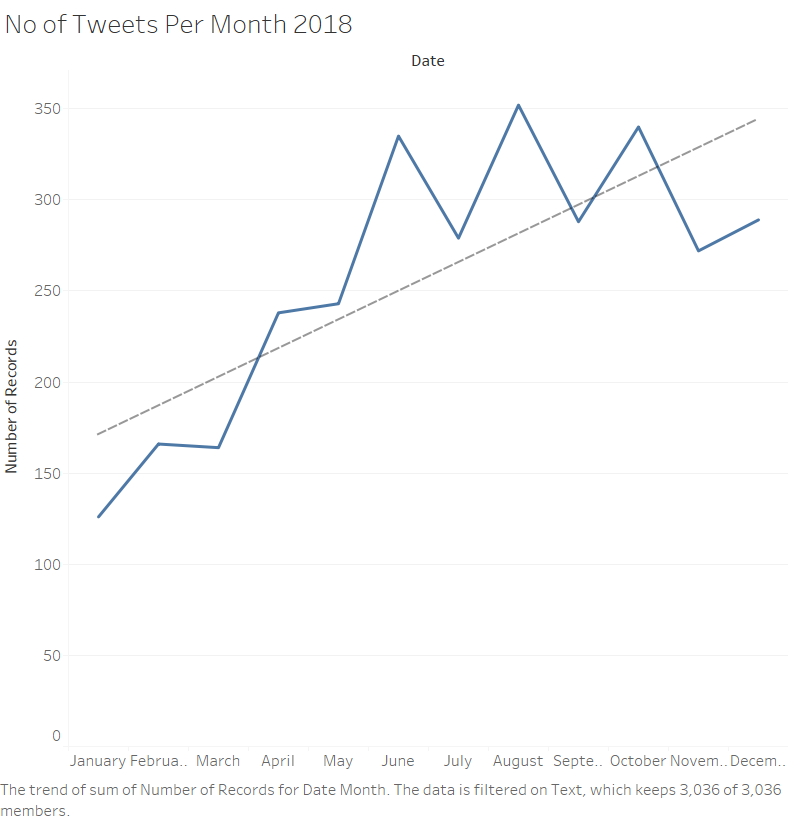 No of Tweets Per Month 2018
Date
350
300
250
200
150
100
50
0
Number of Records
January Februa.. March April May June July August Septe.. October Novem.. Decem..
The trend of sum of Number of Records for Date Month. The data is filtered on Text, which keeps 3,036 of 3,036
members.